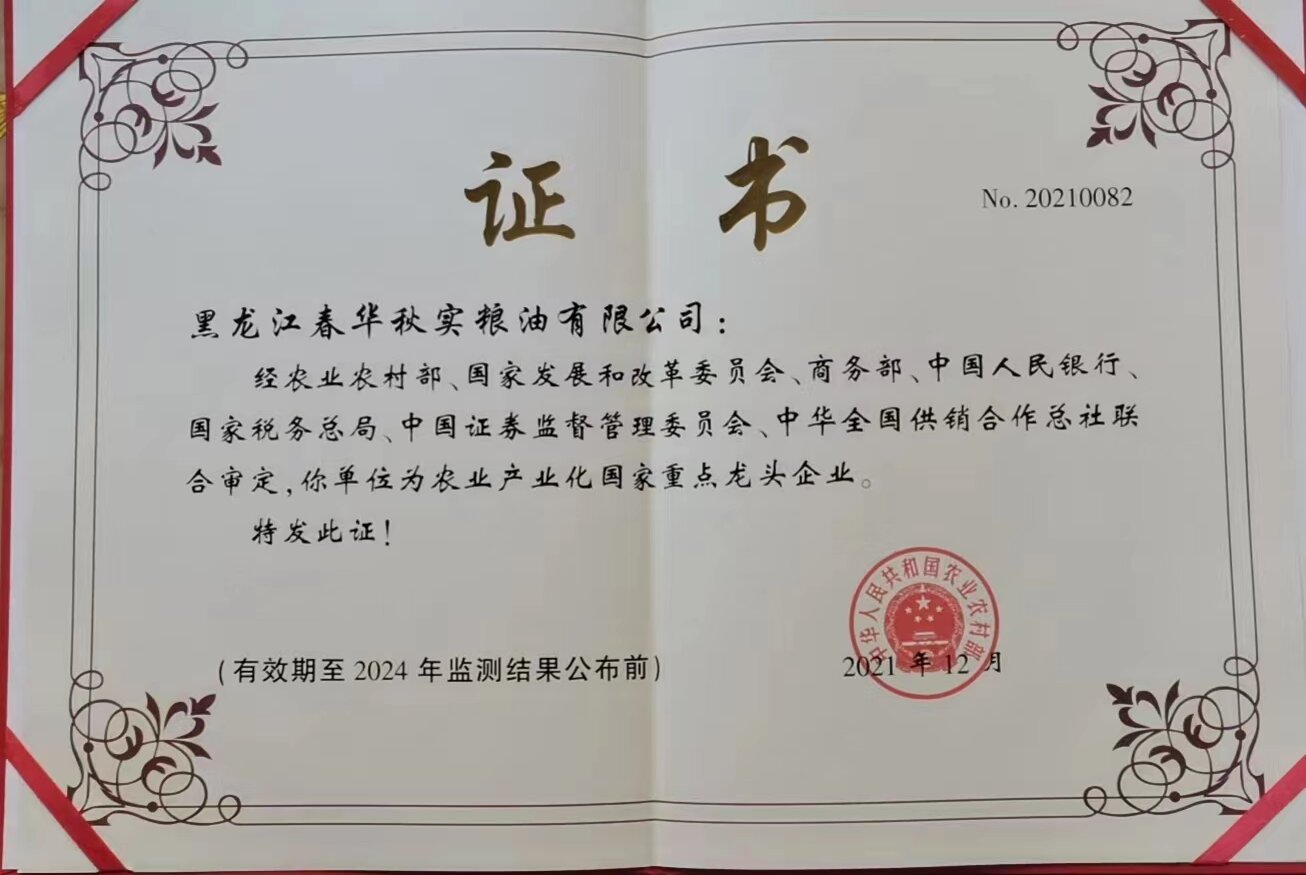 证书
No. 20210082
黑龙江春华秋实粮油有限公司：
经农业农村部、国家发展和改革委员会、商务部、中国人民银行、
国家税务总局、中国证券监督管理委员会、中华全国供销合作总社联
合审定，你单位为农业产业化国家重点龙头企业。
特发此证！
中华人民共和国农业农村部
（有效期至2024年监测结果公布前）
2021年12月